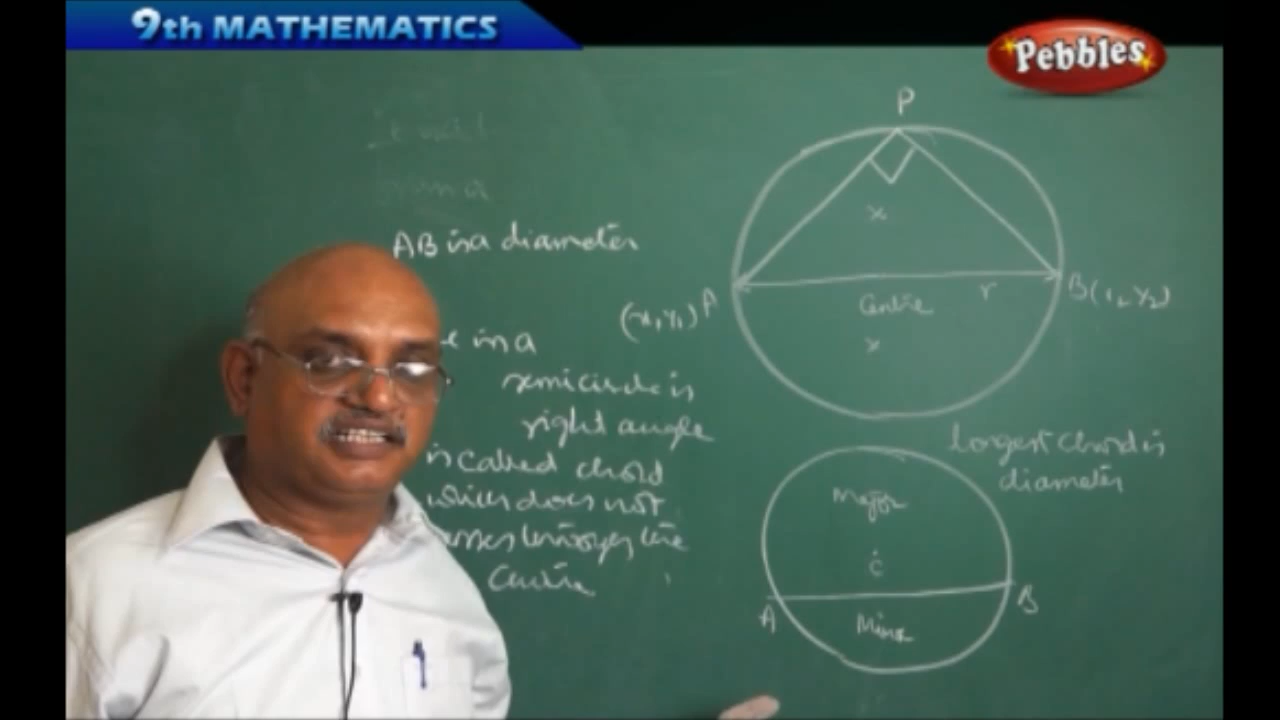 9th MATHEMATICS
Pebbles
P
AB is a diameter
x
(x1 y1) A
B (x2 y2)
Centre
r
x
in a
semicircle is
right angle
is called chord
which does not
passes through the
centre
Largest chord is
diameter
Major
C
A
B
Minor